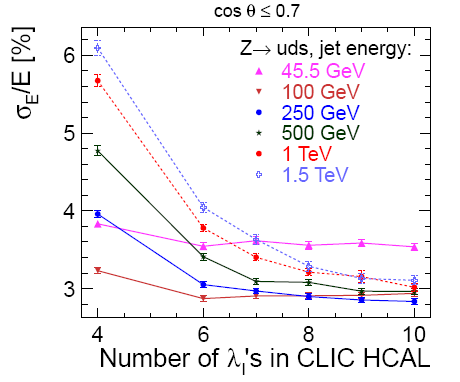 cos θ ≤ 0.7
σE/E [%]
Z→ uds, jet energy:
45.5 GeV
100 GeV
250 GeV
500 GeV
1 TeV
1.5 TeV
6
5
4
3
4 6 8 10
Number of λI's in CLIC HCAL